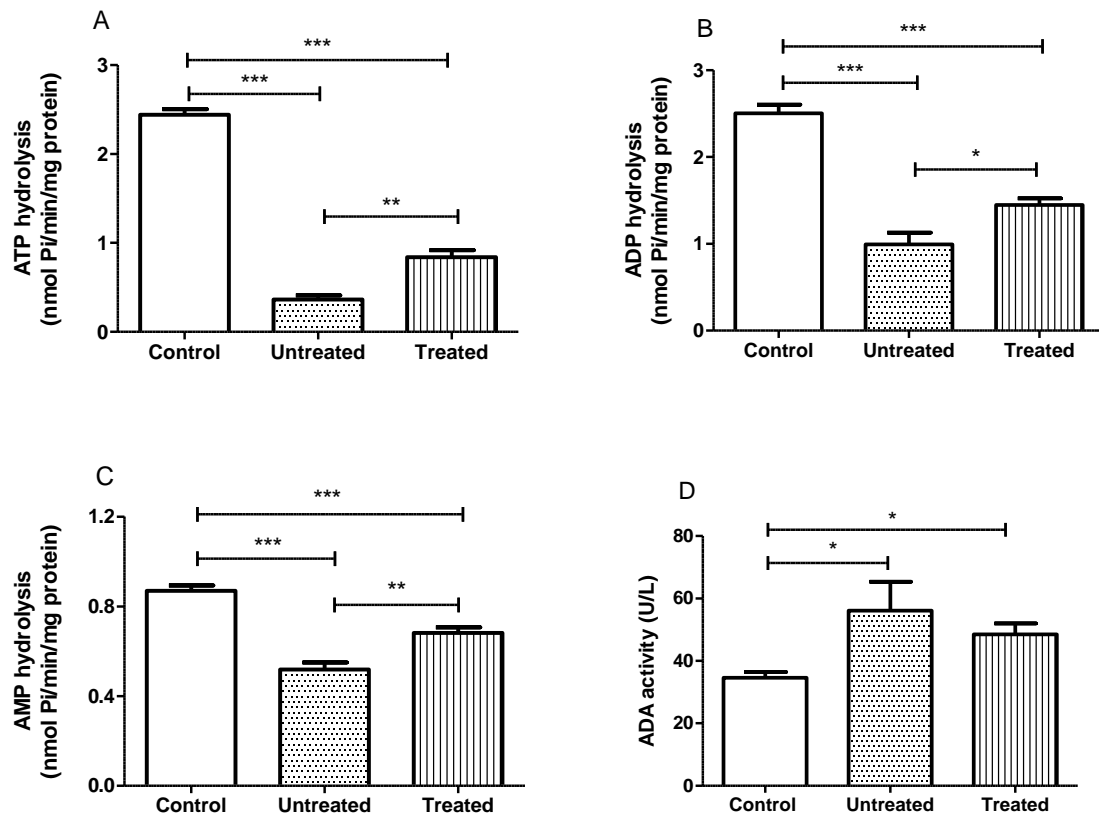 A
***
***
**
3
2
1
0
ATP hydrolysis
(nmol Pi/min/mg protein)
Control Untreated Treated
B
***
***
*
3
2
1
0
ADP hydrolysis
(nmol Pi/min/mg protein)
Control Untreated Treated
C
***
***
**
1.2
0.8
0.4
0.0
AMP hydrolysis
(nmol Pi/min/mg protein)
Control Untreated Treated
D
*
*
80
60
40
20
0
ADA activity (U/L)
Control Untreated Treated